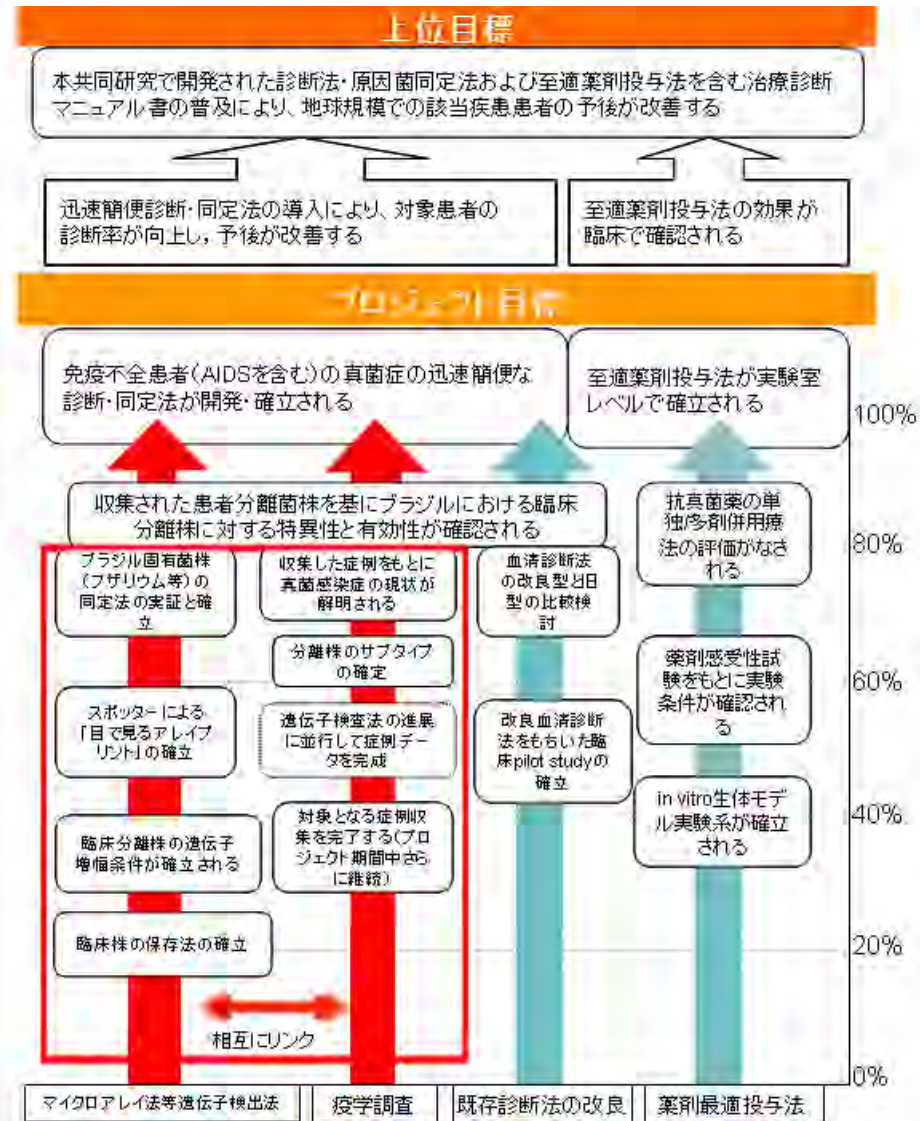 上位目標
本共同研究で開発された診断法・原因菌同定法および至適薬剤投与法を含む治療診断
マニュアル書の普及により、地球規模での該当疾患患者の予後が改善する
迅速簡便診断・同定法の導入により、対象患者の
診断率が向上し，予後が改善する
至適薬剤投与法の効果が
臨床で確認される
プロジェクト目標
免疫不全患者(AIDSを含む)の真菌症の迅速簡便な
診断・同定法が開発・確立される
至適薬剤投与法が実験室
レベルで確立される
100%
収集された患者分離菌株を基にブラジルにおける臨床
分離株に対する特異性と有効性が確認される
抗真菌薬の単
独/多剤併用療
法の評価がなさ
れる
80%
ブラジル固有菌株
(フザリウム等)の
同定法の実証と確
立
収集した症例をもとに
真菌感染症の現状が
解明される
血清診断法
の改良型と旧
型の比較検
討
分離株のサブタイプ
の確定
薬剤感受性試
験をもとに実験
条件が確認され
る
60%
スポッターによる
「目で見るアレイプ
リント」の確立
遺伝子検査法の進展
に並行して症例デー
タを完成
改良血清診断
法をもちいた臨
床pilot studyの
確立
in vitro生体モデ
ル実験系が確立
される
40%
臨床分離株の遺伝子
増幅条件が確立される
対象となる症例収
集を完了する(プロ
ジェクト期間中さら
に継続)
臨床株の保存法の確立
20%
相互にリンク
0%
マイクロアレイ法等遺伝子検出法
疫学調査
既存診断法の改良
薬剤最適投与法